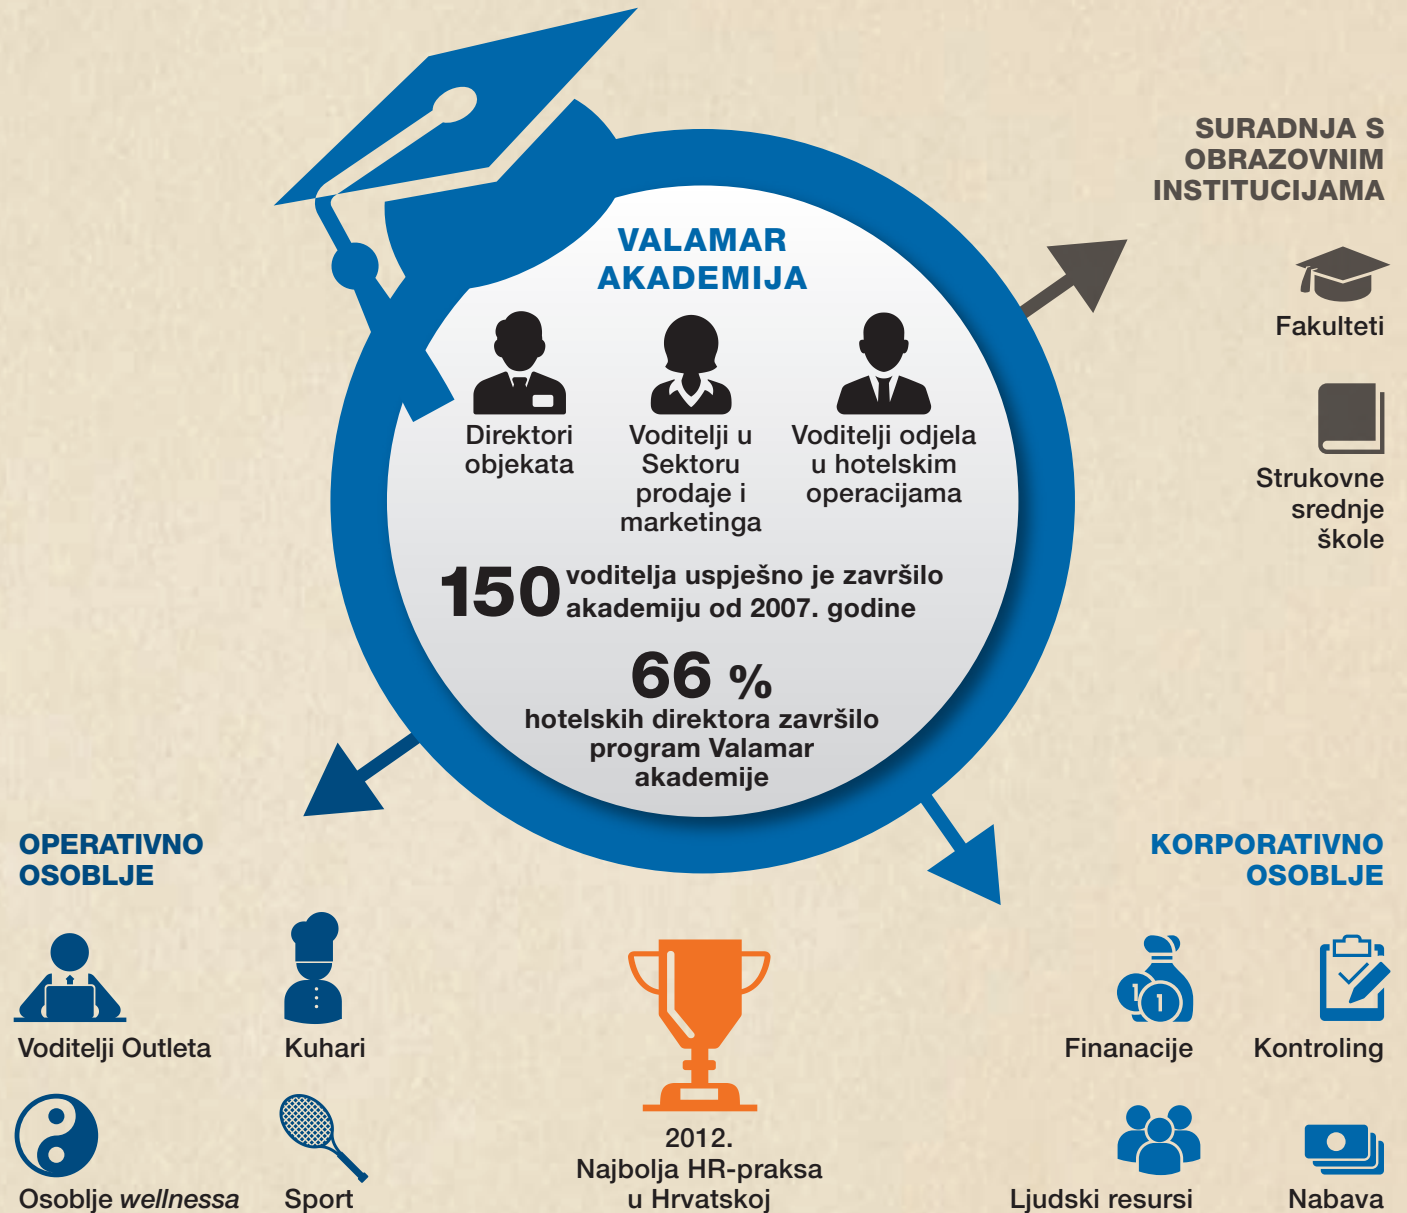 VALAMAR
AKADEMIJA
Direktori
objekata
Voditelji u
Sektoru
prodaje i
marketinga
Voditelji odjela
u hotelskim
operacijama
150 voditelja uspješno je završilo
akademiju od 2007. godine
66 %
hotelskih direktora završilo
program Valamar
akademije
SURADNJA S
OBRAZOVNIM
INSTITUCIJAMA
Fakulteti
Strukovne
srednje
škole
OPERATIVNO
OSOBLJE
Voditelji Outleta
Kuhari
Osoblje wellnessa
Sport
2012.
Najbolja HR-praksa
u Hrvatskoj
KORPORATIVNO
OSOBLJE
1 1
Finanacije
Kontroling
Ljudski resursi
Nabava